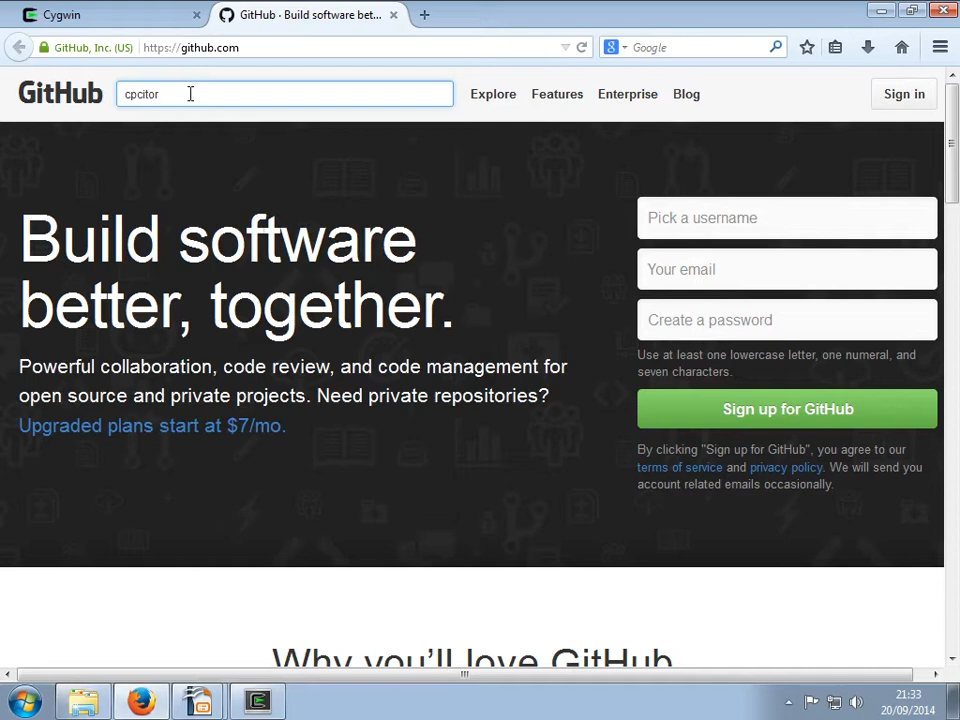 Cygwin
GitHub · Build software bet...
GitHub, Inc. (US)
https://github.com
Google
GitHub
cpcitor
Explore
Features
Enterprise
Blog
Sign in
Build software
better, together.
Powerful collaboration, code review, and code management for
open source and private projects. Need private repositories?
Upgraded plans start at $7/mo.
Pick a username
Your email
Create a password
Use at least one lowercase letter, one numeral, and
seven characters.
Sign up for GitHub
By clicking "Sign up for GitHub", you agree to our
terms of service and privacy policy. We will send you
account related emails occasionally.
Why you'll love GitHub
21:33
20/09/2014